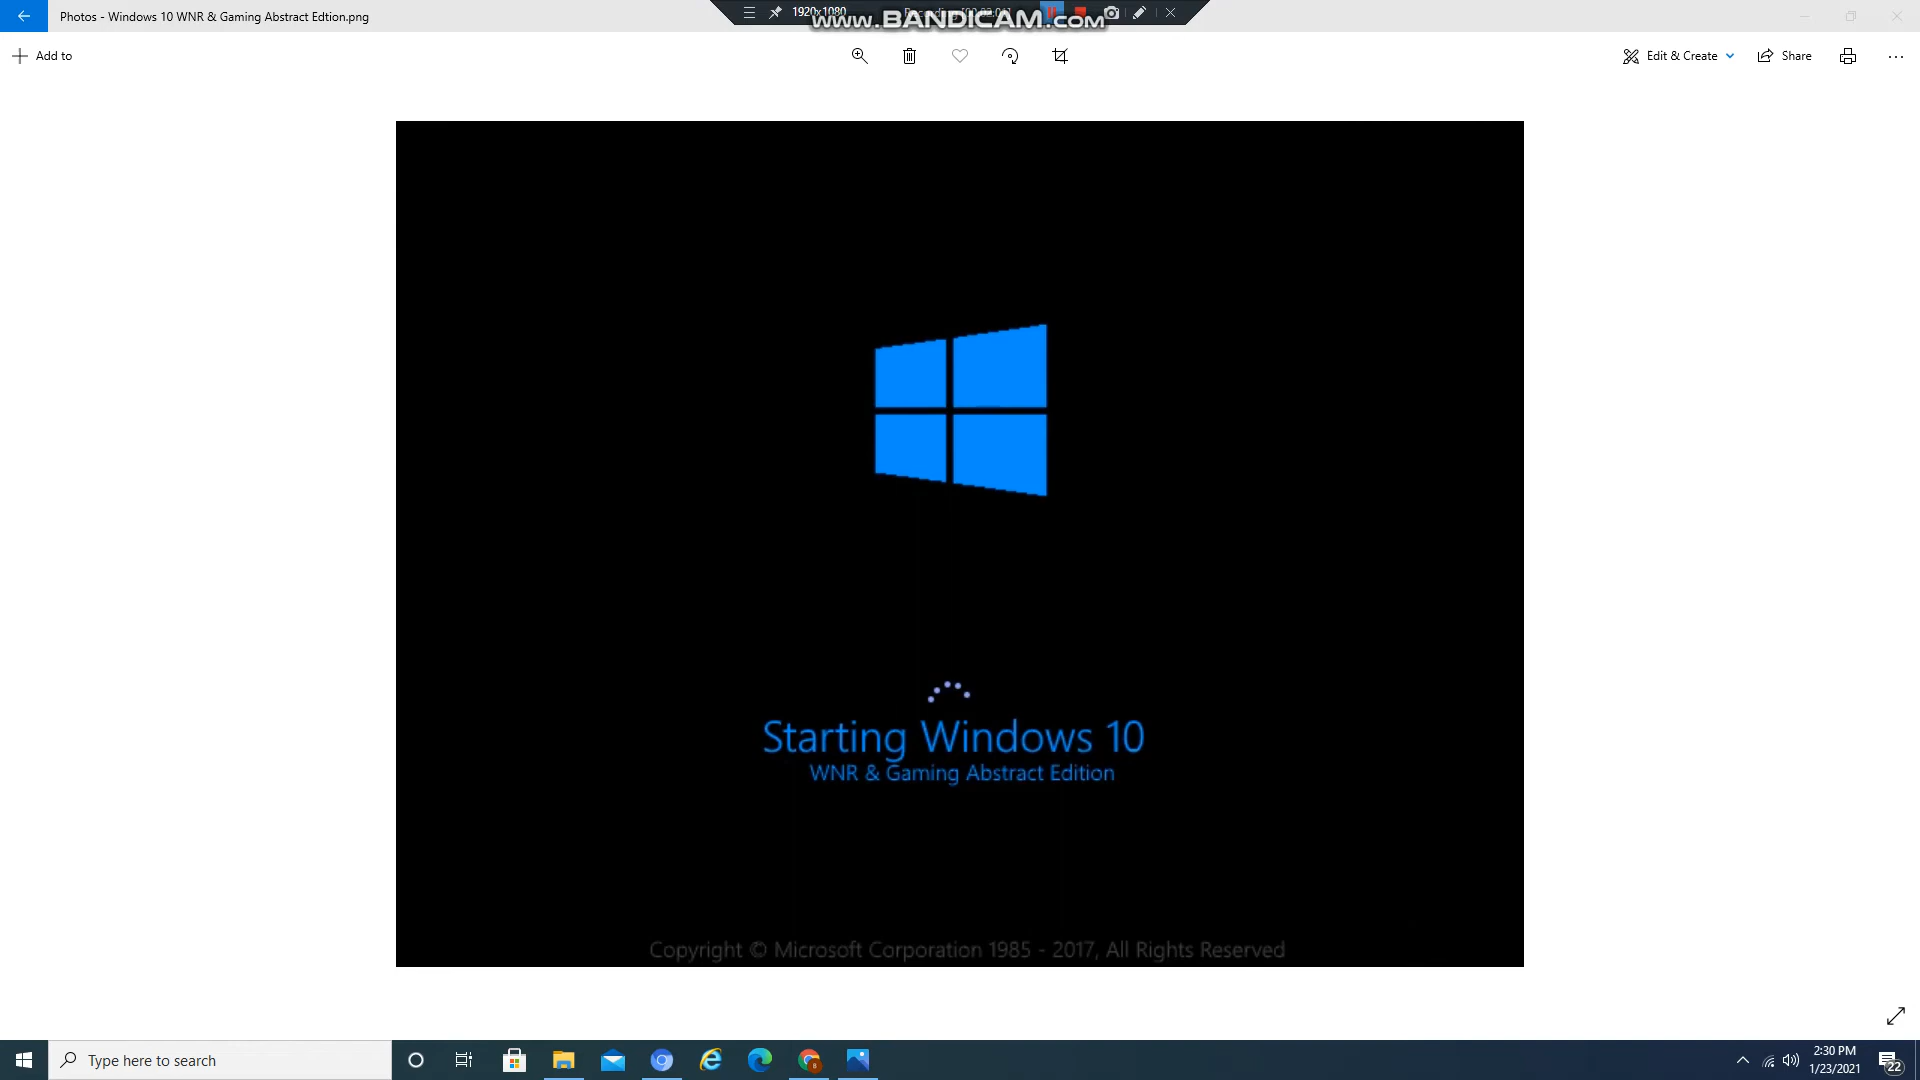 Photos - Windows 10 WNR & Gaming Abstract Edtion.png
1920x1080
www.BANDICAM.com
Add to
Edit & Create
Share
Starting Windows 10
WNR & Gaming Abstract Edition
Copyright © Microsoft Corporation 1985 - 2017, All Rights Reserved
Type here to search
2:30 PM
1/23/2021
22